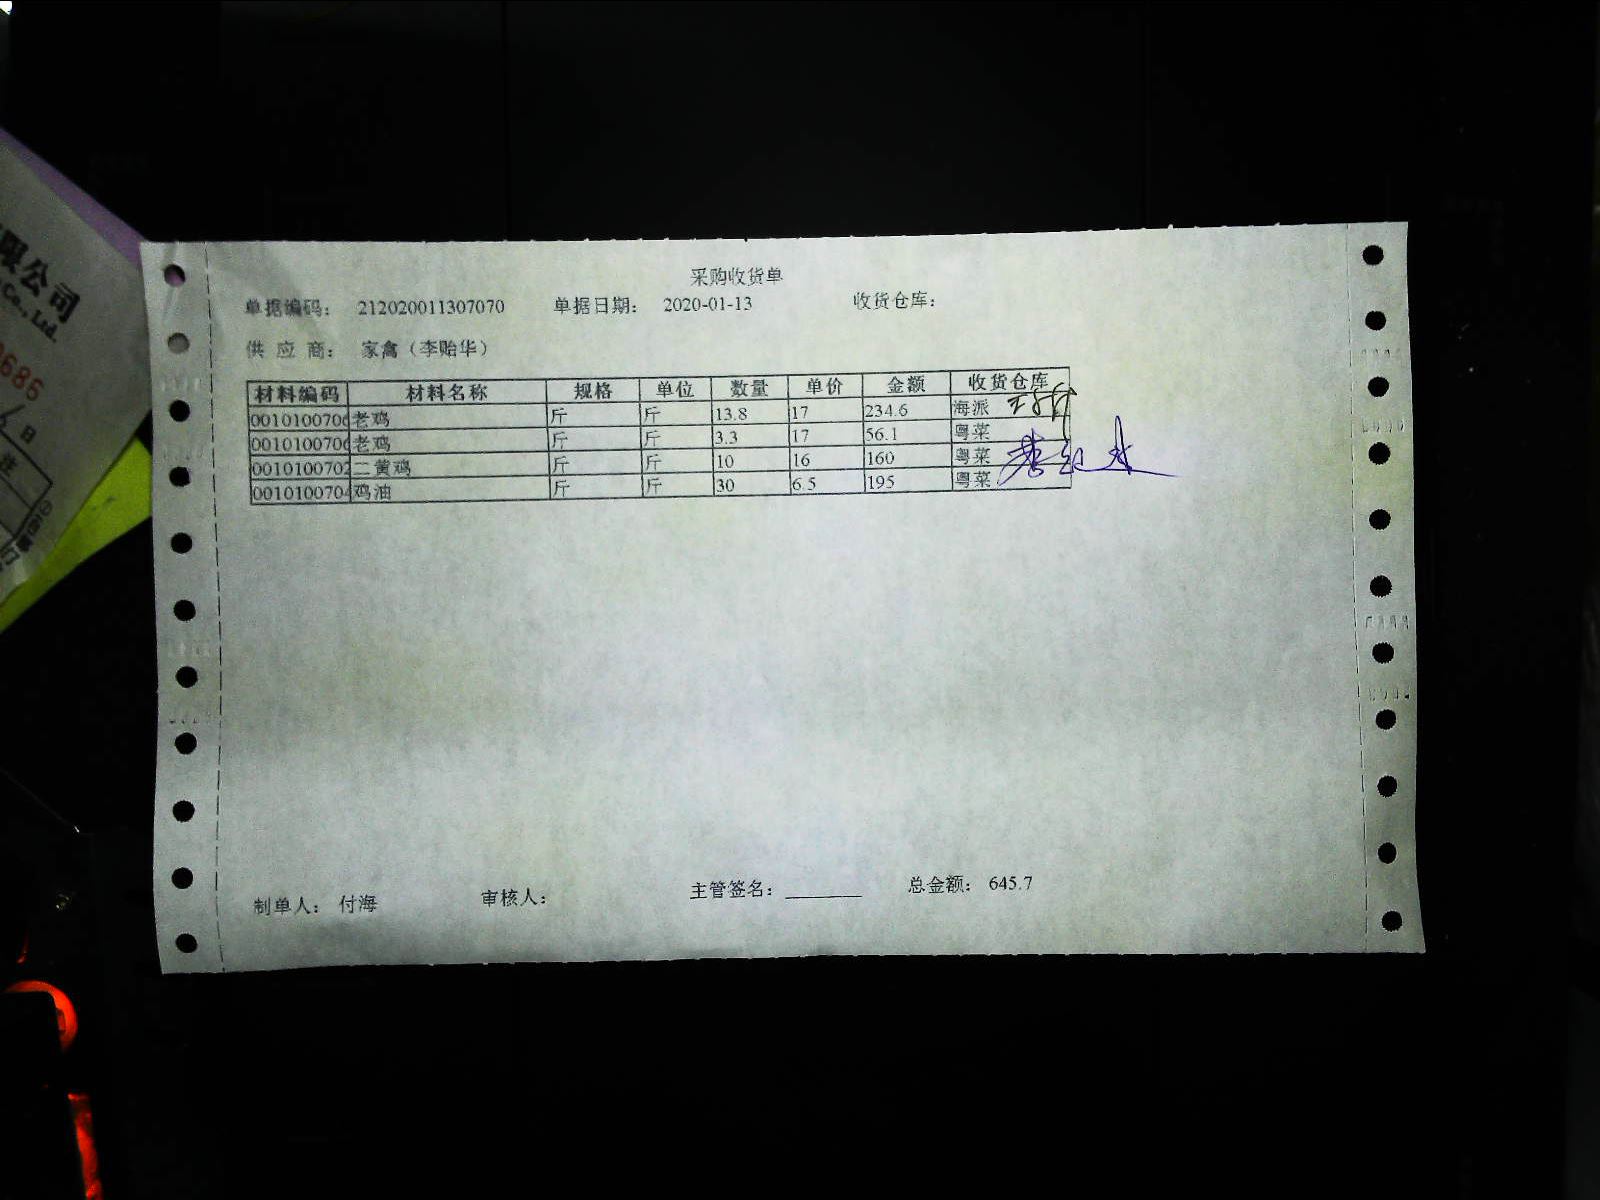 采购收货单
单据编码: 212020011307070 单据日期: 2020-01-13 收货仓库:
供应商: 家禽（李贻华）
材料编码 材料名称 规格 单位 数量 单价 金额 收货仓库
0010100706 老鸡 斤 斤 13.8 17 234.6 海派
0010100706 老鸡 斤 斤 3.3 17 56.1 粤菜
0010100702 二黄鸡 斤 斤 10 16 160 粤菜
0010100704 鸡油 斤 斤 30 6.5 195 粤菜
制单人: 付海 审核人: 主管签名: 总金额: 645.7
限公司
Co., Ltd.
日